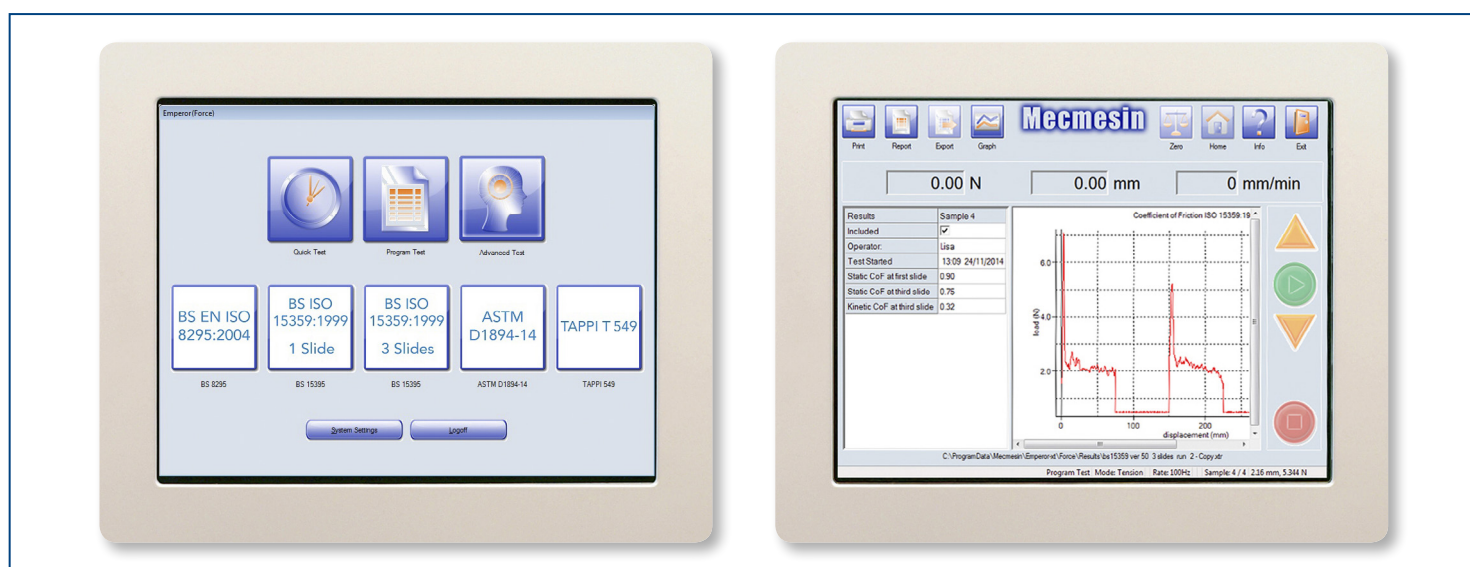 Emperor (Force)
Quick Test
Program Test
Advanced Test
BS EN ISO
8295:2004
BS ISO
15359:1999
1 Slide
BS ISO
15359:1999
3 Slides
ASTM
D1894-14
TAPPI T 549
BS 8295
BS 15395
BS 15395
ASTM D1894-14
TAPPI 549
System Settings
Logoff
Print
Report
Export
Graph
Mecmesin
Zero
Home
Info
Exit
0.00 N
0.00 mm
0 mm/min
Results Sample 4
Included
Operator: Lisa
Test Started 13:09 24/11/2014
Static CoF at first slide 0.90
Static CoF at third slide 0.75
Kinetic CoF at third slide 0.32
Coefficient of Friction ISO 15359:19
6.0
4.0
2.0
load (N)
0 100 200
displacement (mm)
C:\ProgramData\Mecmesin\Emperor-xt\Force\Results\bs15359 ver 50 3 slides run 2 - Copy.xtr
Program Test Mode: Tension Rate: 100Hz Sample: 4 / 4 2.16 mm, 5.344 N